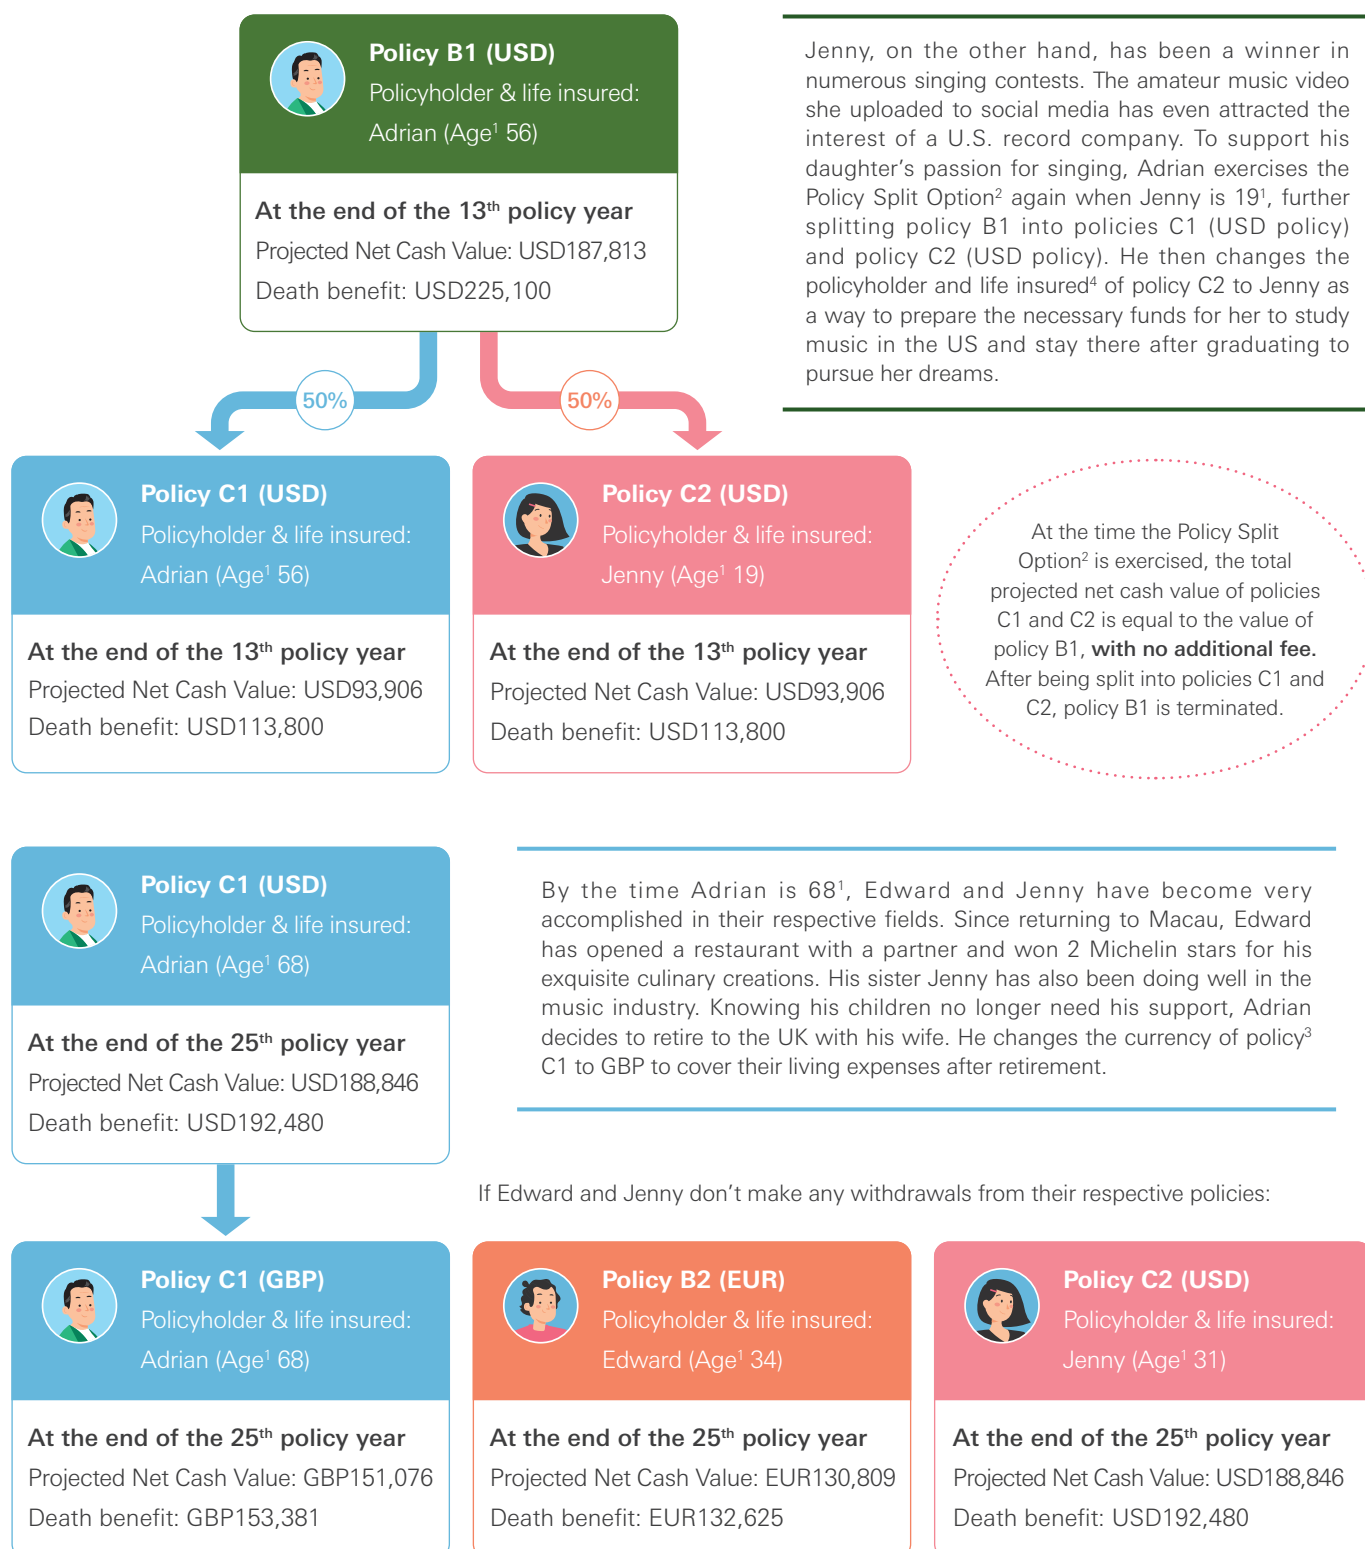 Policy B1 (USD)
Policyholder & life insured:
Adrian (Age¹ 56)
At the end of the 13th policy year
Projected Net Cash Value: USD187,813
Death benefit: USD225,100
Jenny, on the other hand, has been a winner in
numerous singing contests. The amateur music video
she uploaded to social media has even attracted the
interest of a U.S. record company. To support his
daughter's passion for singing, Adrian exercises the
Policy Split Option² again when Jenny is 19¹, further
splitting policy B1 into policies C1 (USD policy)
and policy C2 (USD policy). He then changes the
policyholder and life insured⁴ of policy C2 to Jenny as
a way to prepare the necessary funds for her to study
music in the US and stay there after graduating to
pursue her dreams.
50%
50%
Policy C1 (USD)
Policyholder & life insured:
Adrian (Age¹ 56)
At the end of the 13th policy year
Projected Net Cash Value: USD93,906
Death benefit: USD113,800
Policy C2 (USD)
Policyholder & life insured:
Jenny (Age¹ 19)
At the end of the 13th policy year
Projected Net Cash Value: USD93,906
Death benefit: USD113,800
At the time the Policy Split
Option² is exercised, the total
projected net cash value of policies
C1 and C2 is equal to the value of
policy B1, with no additional fee.
After being split into policies C1 and
C2, policy B1 is terminated.
Policy C1 (USD)
Policyholder & life insured:
Adrian (Age¹ 68)
At the end of the 25th policy year
Projected Net Cash Value: USD188,846
Death benefit: USD192,480
By the time Adrian is 68¹, Edward and Jenny have become very
accomplished in their respective fields. Since returning to Macau, Edward
has opened a restaurant with a partner and won 2 Michelin stars for his
exquisite culinary creations. His sister Jenny has also been doing well in the
music industry. Knowing his children no longer need his support, Adrian
decides to retire to the UK with his wife. He changes the currency of policy³
C1 to GBP to cover their living expenses after retirement.
If Edward and Jenny don't make any withdrawals from their respective policies:
Policy C1 (GBP)
Policyholder & life insured:
Adrian (Age¹ 68)
At the end of the 25th policy year
Projected Net Cash Value: GBP151,076
Death benefit: GBP153,381
Policy B2 (EUR)
Policyholder & life insured:
Edward (Age¹ 34)
At the end of the 25th policy year
Projected Net Cash Value: EUR130,809
Death benefit: EUR132,625
Policy C2 (USD)
Policyholder & life insured:
Jenny (Age¹ 31)
At the end of the 25th policy year
Projected Net Cash Value: USD188,846
Death benefit: USD192,480